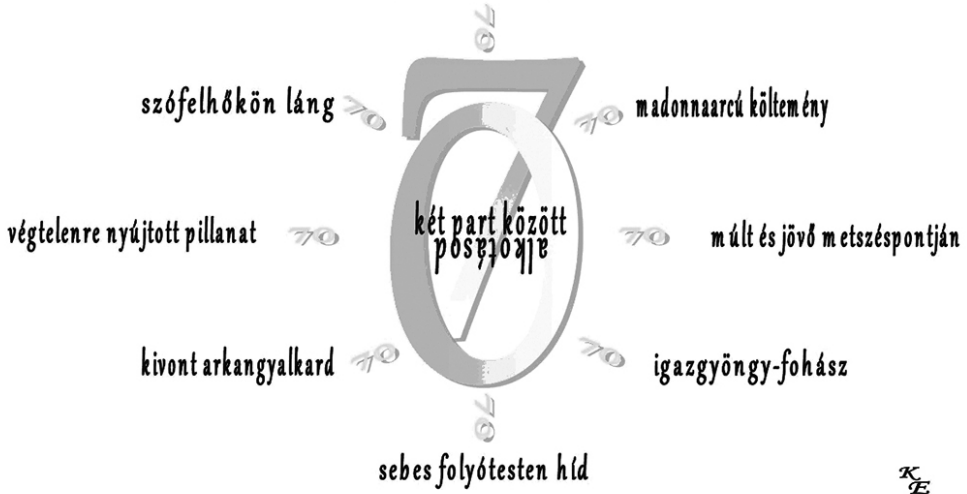 70
szófelhőkön láng
70
70
madonnaarcú költemény
70
végtelenre nyújtott pillanat
70
két part között
alkotásod
70
múlt és jövő metszéspontján
kivont arkangyalkard
70
70
igazgyöngy-fohász
70
sebes folyótesten híd
KE